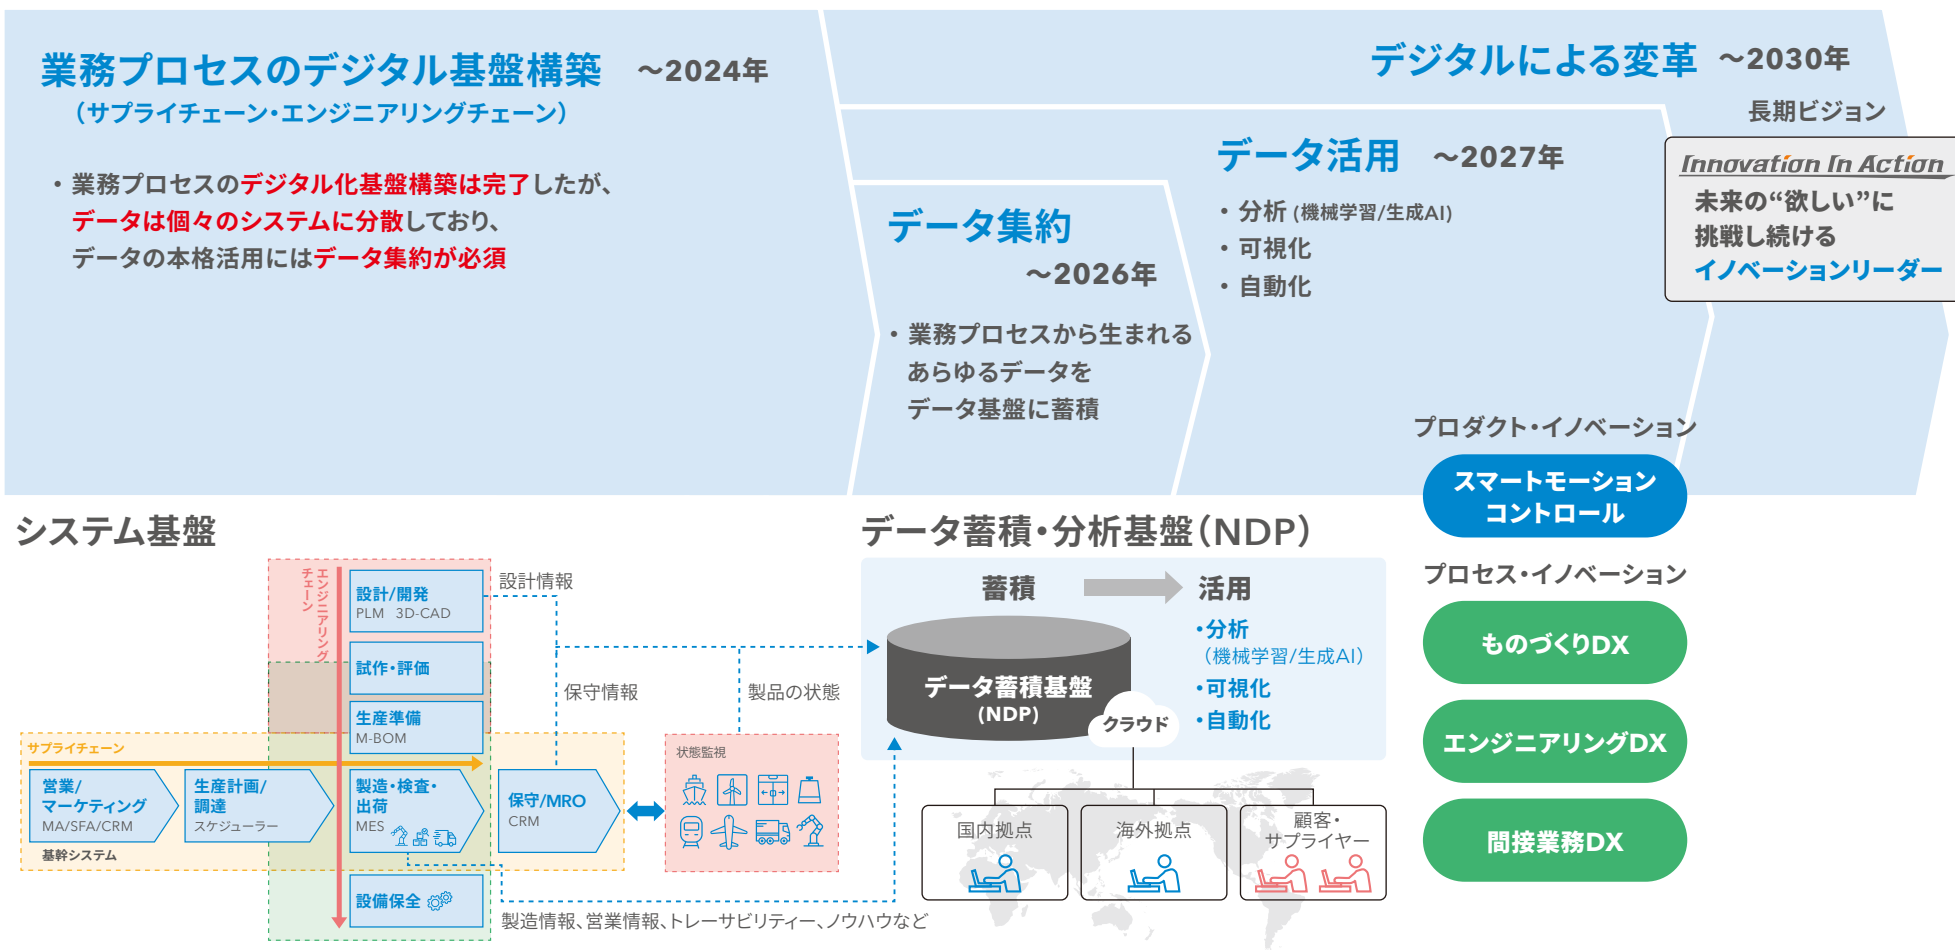 業務プロセスのデジタル基盤構築 ～2024年
（サプライチェーン・エンジニアリングチェーン）
・業務プロセスのデジタル化基盤構築は完了したが、
データは個々のシステムに分散しており、
データの本格活用にはデータ集約が必須
データ集約
～2026年
・業務プロセスから生まれる
あらゆるデータを
データ基盤に蓄積
データ活用 ～2027年
・分析 (機械学習/生成AI)
・可視化
・自動化
デジタルによる変革 ～2030年
長期ビジョン
Innovation In Action
未来の“欲しい”に
挑戦し続ける
イノベーションリーダー
システム基盤
エンジニアリング
チェーン
設計/開発
PLM 3D-CAD
試作・評価
生産準備
M-BOM
サプライチェーン
営業/
マーケティング
MA/SFA/CRM
生産計画/
調達
スケジューラー
製造・検査・
出荷
MES
保守/MRO
CRM
基幹システム
設備保全
設計情報
保守情報
製品の状態
状態監視
製造情報、営業情報、トレーサビリティー、ノウハウなど
データ蓄積・分析基盤（NDP）
蓄積
活用
データ蓄積基盤
(NDP)
クラウド
・分析
（機械学習/生成AI）
・可視化
・自動化
国内拠点
海外拠点
顧客・
サプライヤー
プロダクト・イノベーション
スマートモーション
コントロール
プロセス・イノベーション
ものづくりDX
エンジニアリングDX
間接業務DX